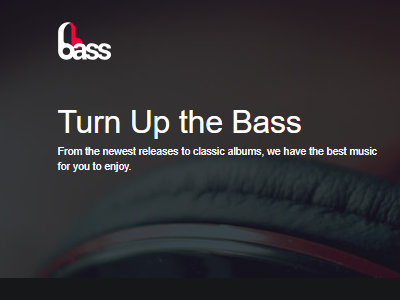 bass
Turn Up the Bass
From the newest releases to classic albums, we have the best music
for you to enjoy.